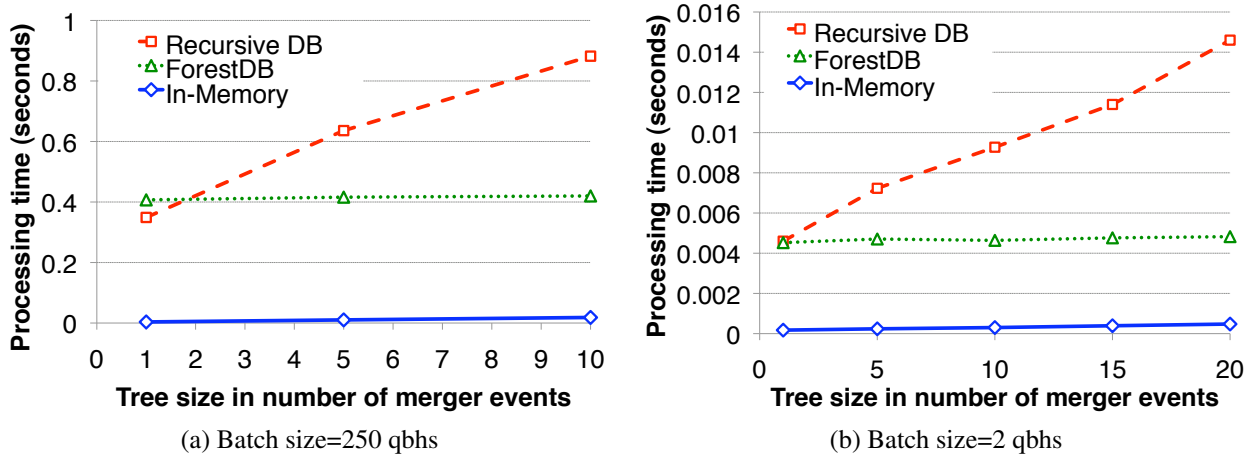 Processing time (seconds)
1
0.8
0.6
0.4
0.2
0
Recursive DB
ForestDB
In-Memory
0 1 2 3 4 5 6 7 8 9 10
Tree size in number of merger events
(a) Batch size=250 qbhs
Processing time (seconds)
0.016
0.014
0.012
0.01
0.008
0.006
0.004
0.002
0
Recursive DB
ForestDB
In-Memory
0 5 10 15 20
Tree size in number of merger events
(b) Batch size=2 qbhs